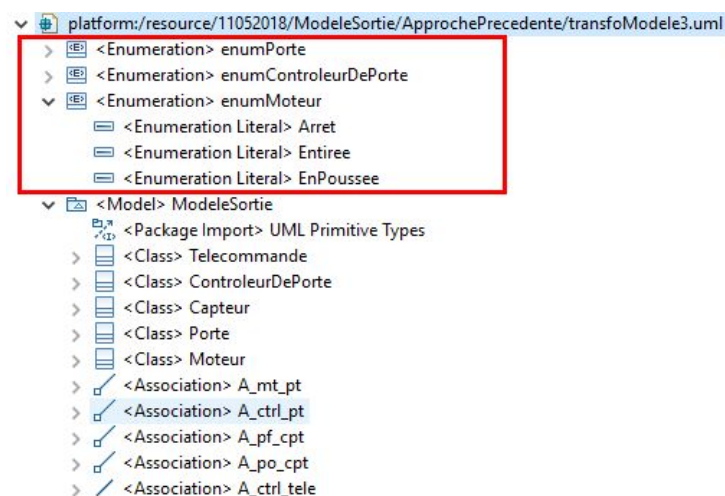 platform:/resource/11052018/ModeleSortie/ApprochePrecedente/transfoModele3.uml
<Enumeration> enumPorte
<Enumeration> enumControleurDePorte
<Enumeration> enumMoteur
<Enumeration Literal> Arret
<Enumeration Literal> Entiree
<Enumeration Literal> EnPoussee
<Model> ModeleSortie
<Package Import> UML Primitive Types
<Class> Telecommande
<Class> ControleurDePorte
<Class> Capteur
<Class> Porte
<Class> Moteur
<Association> A_mt_pt
<Association> A_ctrl_pt
<Association> A_pf_cpt
<Association> A_po_cpt
<Association> A_ctrl_tele